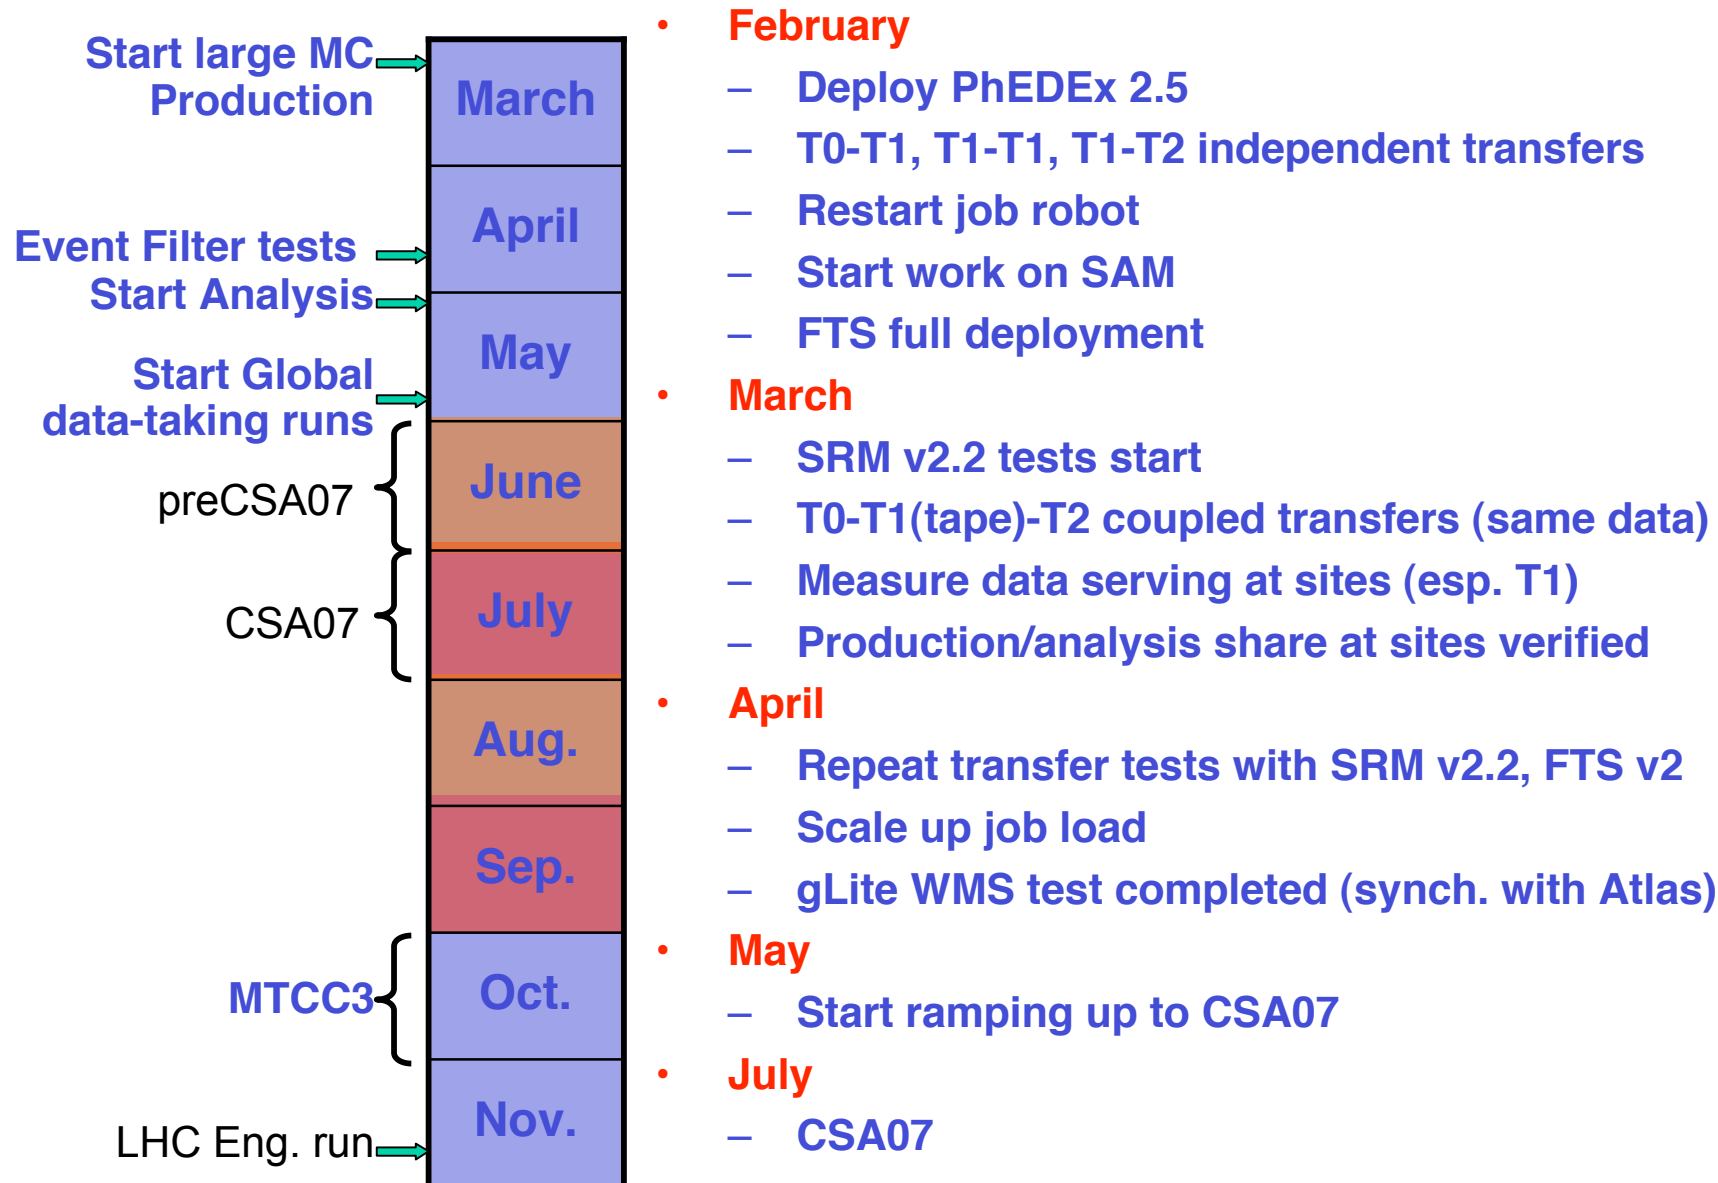 Start large MC
Production
Event Filter tests
Start Analysis
Start Global
data-taking runs
preCSA07
CSA07
MTCC3
LHC Eng. run
March
April
May
June
July
Aug.
Sep.
Oct.
Nov.
• February
– Deploy PhEDEx 2.5
– T0-T1, T1-T1, T1-T2 independent transfers
– Restart job robot
– Start work on SAM
– FTS full deployment
• March
– SRM v2.2 tests start
– T0-T1(tape)-T2 coupled transfers (same data)
– Measure data serving at sites (esp. T1)
– Production/analysis share at sites verified
• April
– Repeat transfer tests with SRM v2.2, FTS v2
– Scale up job load
– gLite WMS test completed (synch. with Atlas)
• May
– Start ramping up to CSA07
• July
– CSA07